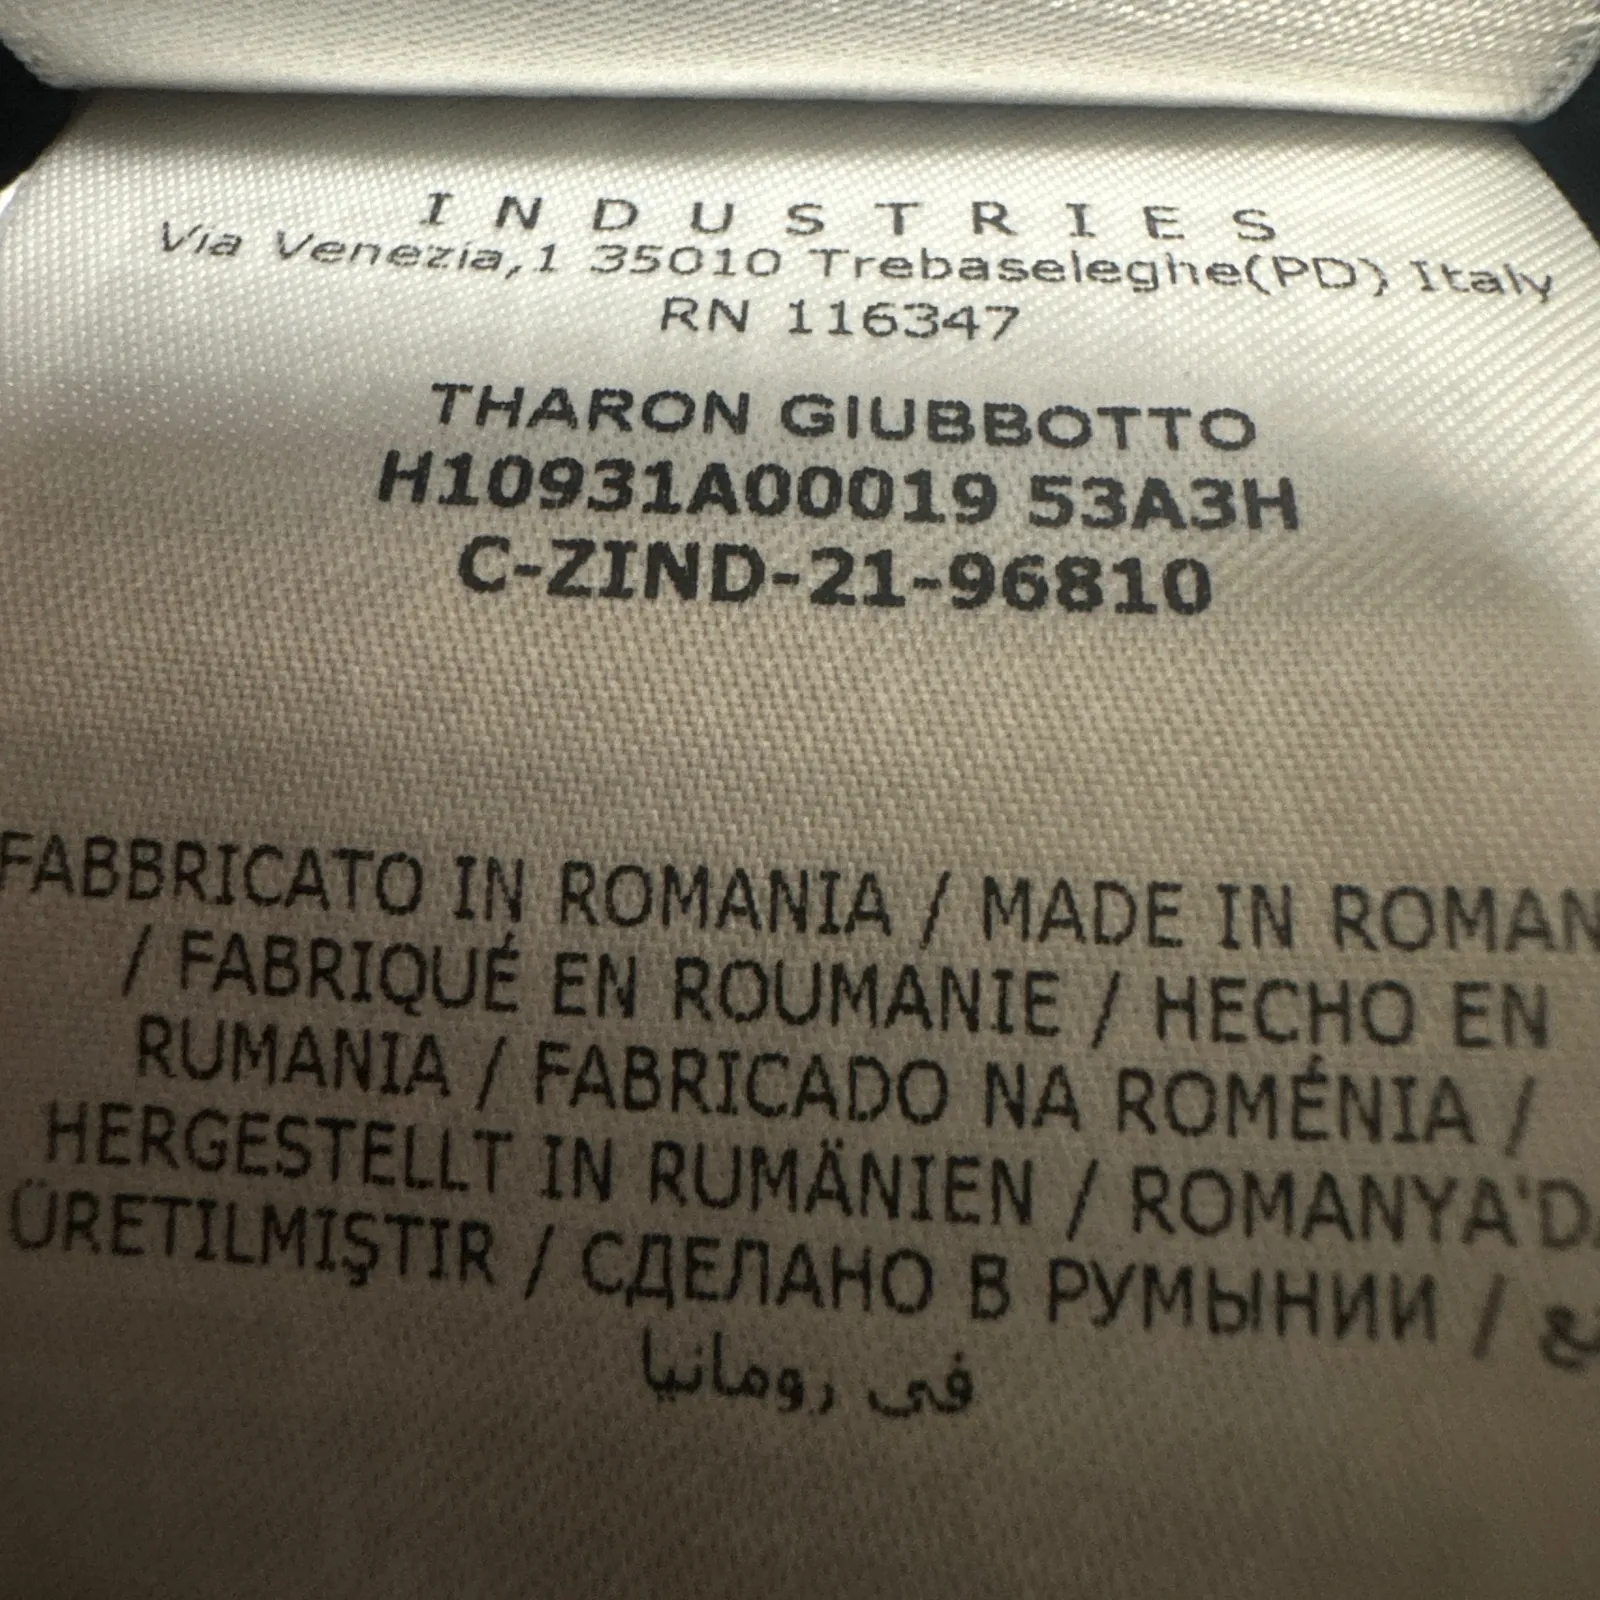 INDUSTRIES
Via Venezia,1 35010 Trebaseleghe(PD) Italy
RN 116347
THARON GIUBBOTTO
H10931A00019 53A3H
C-ZIND-21-96810
FABBRICATO IN ROMANIA / MADE IN ROMAN
/ FABRIQUÉ EN ROUMANIE / HECHO EN
RUMANIA / FABRICADO NA ROMÉNIA /
HERGESTELLT IN RUMÄNIEN / ROMANYA'DA
ÜRETILMIŞTIR / СДЕЛАНО В РУМЫНИИ /
في رومانيا